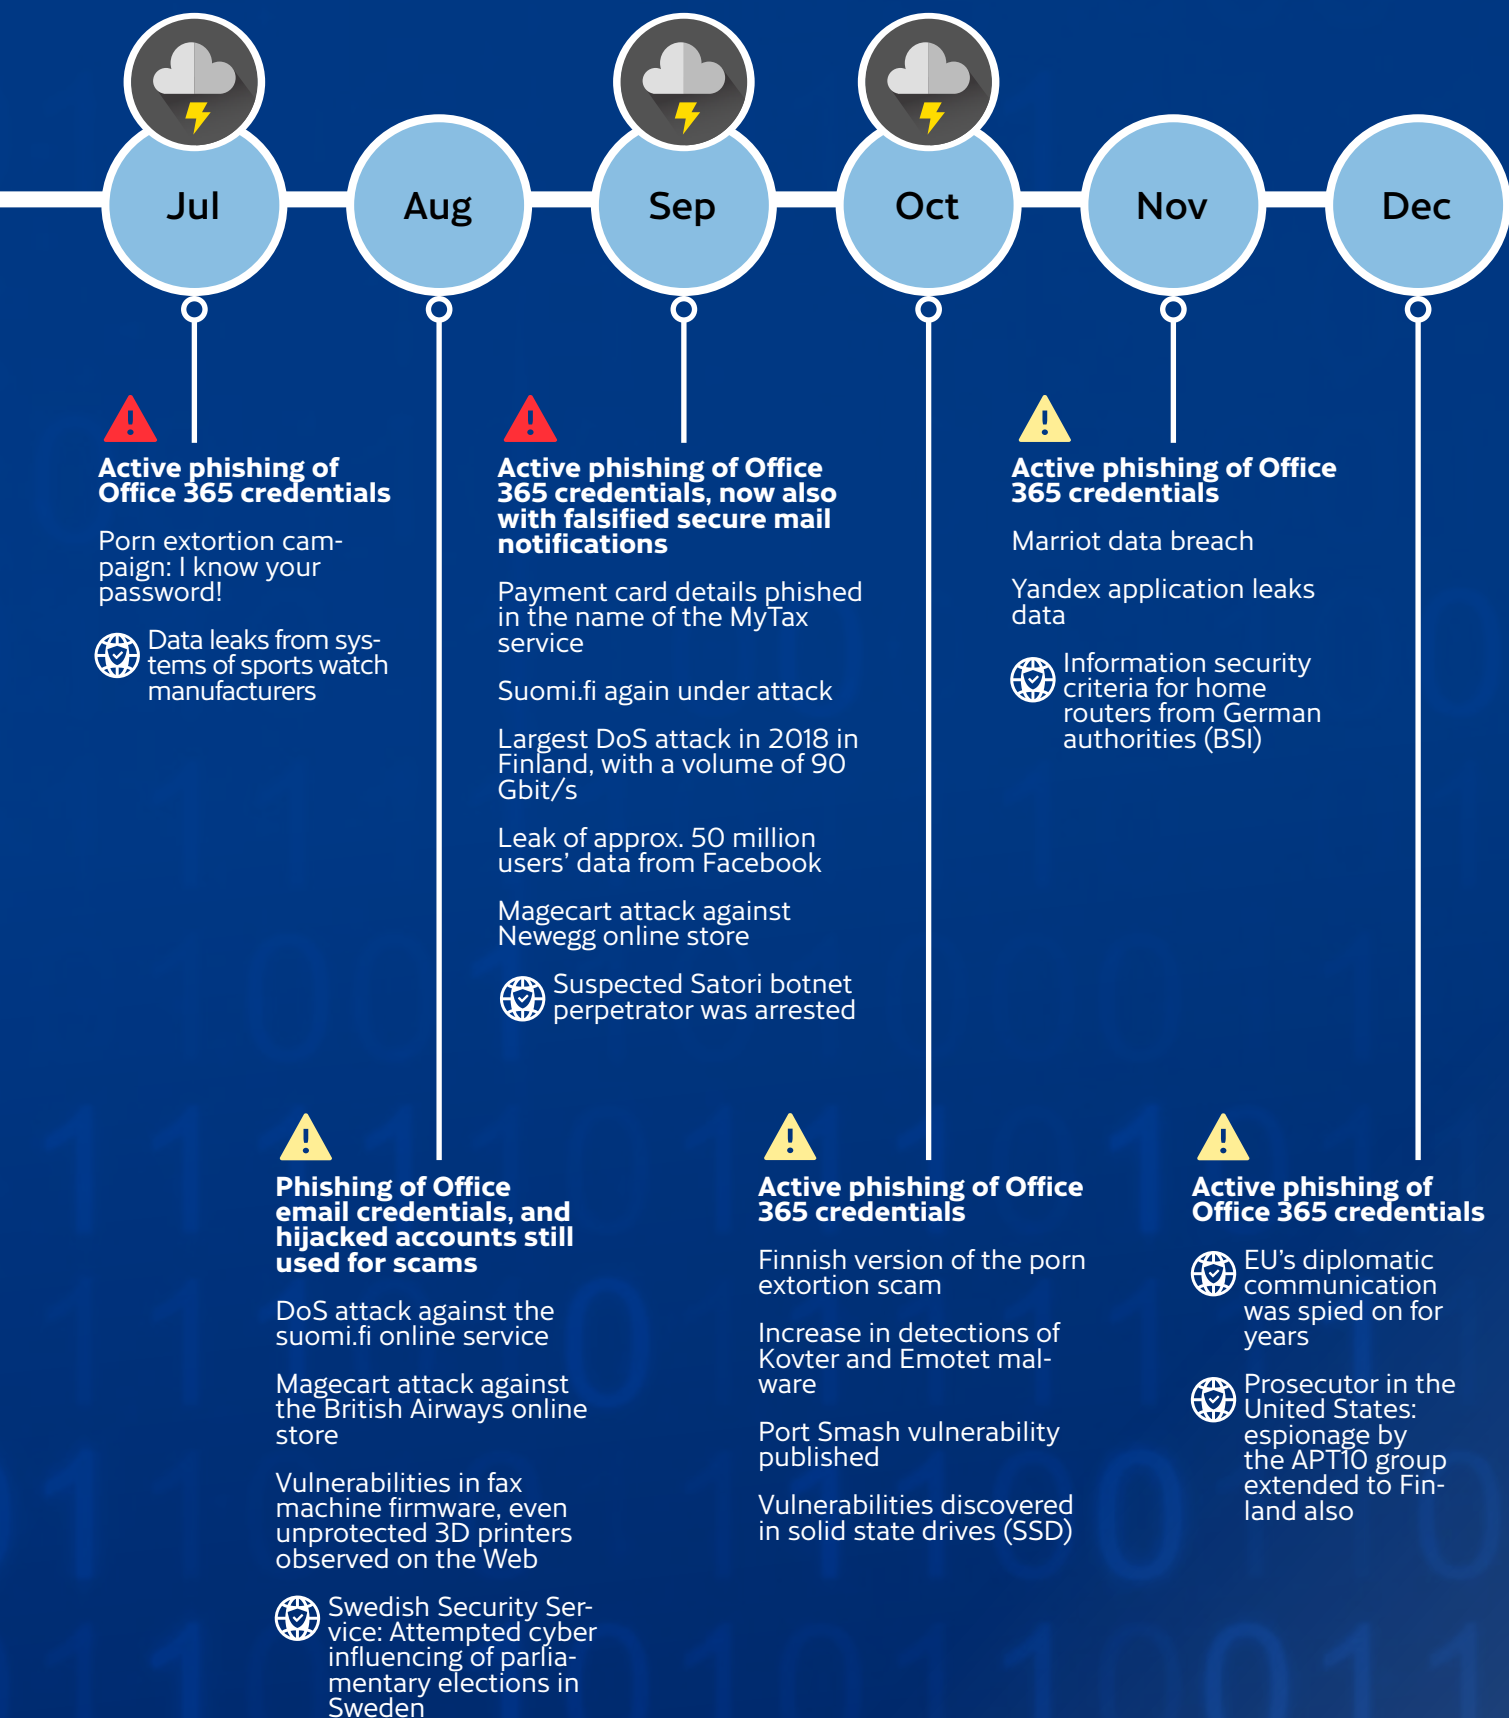 Jul
Aug
Sep
Oct
Nov
Dec
Active phishing of
Office 365 credentials
Porn extortion cam-
paign: I know your
password!
Data leaks from sys-
tems of sports watch
manufacturers
Active phishing of Office
365 credentials, now also
with falsified secure mail
notifications
Payment card details phished
in the name of the MyTax
service
Suomi.fi again under attack
Largest DoS attack in 2018 in
Finland, with a volume of 90
Gbit/s
Leak of approx. 50 million
users’ data from Facebook
Magecart attack against
Newegg online store
Suspected Satori botnet
perpetrator was arrested
Active phishing of Office
365 credentials
Marriot data breach
Yandex application leaks
data
Information security
criteria for home
routers from German
authorities (BSI)
Phishing of Office
email credentials, and
hijacked accounts still
used for scams
DoS attack against the
suomi.fi online service
Magecart attack against
the British Airways online
store
Vulnerabilities in fax
machine firmware, even
unprotected 3D printers
observed on the Web
Swedish Security Ser-
vice: Attempted cyber
influencing of parlia-
mentary elections in
Sweden
Active phishing of Office
365 credentials
Finnish version of the porn
extortion scam
Increase in detections of
Kovter and Emotet mal-
ware
Port Smash vulnerability
published
Vulnerabilities discovered
in solid state drives (SSD)
Active phishing of
Office 365 credentials
EU’s diplomatic
communication
was spied on for
years
Prosecutor in the
United States:
espionage by
the APT10 group
extended to Fin-
land also